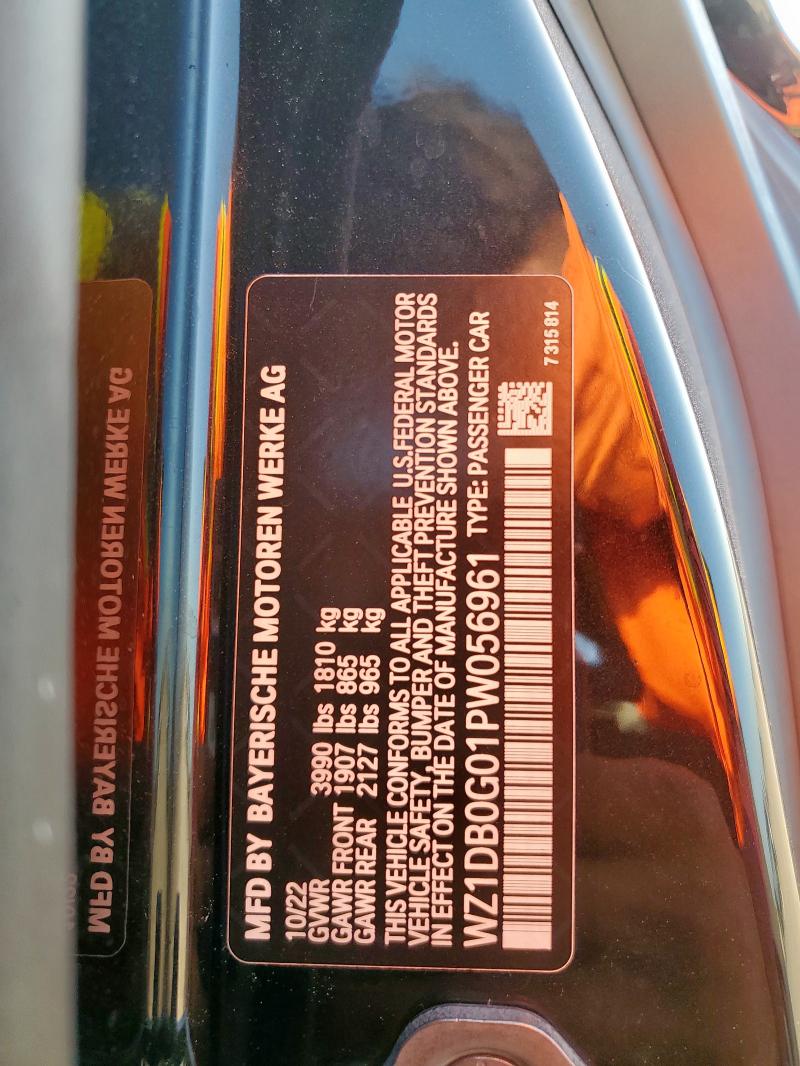 MFD BY BAYERISCHE MOTOREN WERKE AG
10/22
GVWR 3990 lbs 1810 kg
GAWR FRONT 1907 lbs 865 kg
GAWR REAR 2127 lbs 965 kg
THIS VEHICLE CONFORMS TO ALL APPLICABLE U.S.FEDERAL MOTOR
VEHICLE SAFETY, BUMPER AND THEFT PREVENTION STANDARDS
IN EFFECT ON THE DATE OF MANUFACTURE SHOWN ABOVE.
WZ1DB0G01PW056961 TYPE: PASSENGER CAR
7315814
MFD BY BAYERISCHE MOTOREN WERKE AG